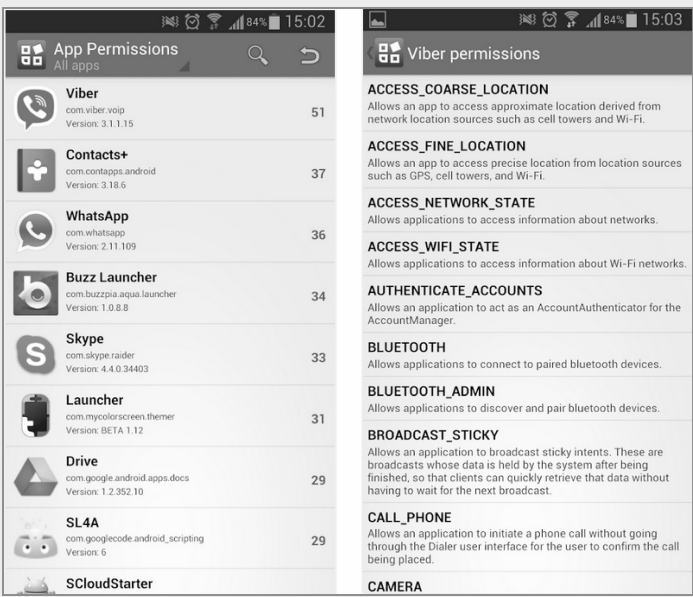 84% 15:02
App Permissions
All apps
Viber
com.viber.voip
Version: 3.1.1.15
51
Contacts+
com.contapps.android
Version: 3.18.6
37
WhatsApp
com.whatsapp
Version: 2.11.109
36
Buzz Launcher
com.buzzpia.aqua.launcher
Version: 1.0.8.8
34
Skype
com.skype.raider
Version: 4.4.0.34403
33
Launcher
com.mycolorscreen.themer
Version: BETA 1.12
31
Drive
com.google.android.apps.docs
Version: 1.2.352.10
29
SL4A
com.googlecode.android_scripting
Version: 6
29
SCloudStarter
84% 15:03
Viber permissions
ACCESS_COARSE_LOCATION
Allows an app to access approximate location derived from
network location sources such as cell towers and Wi-Fi.
ACCESS_FINE_LOCATION
Allows an app to access precise location from location sources
such as GPS, cell towers, and Wi-Fi.
ACCESS_NETWORK_STATE
Allows applications to access information about networks.
ACCESS_WIFI_STATE
Allows applications to access information about Wi-Fi networks.
AUTHENTICATE_ACCOUNTS
Allows an application to act as an AccountAuthenticator for the
AccountManager.
BLUETOOTH
Allows applications to connect to paired bluetooth devices.
BLUETOOTH_ADMIN
Allows applications to discover and pair bluetooth devices.
BROADCAST_STICKY
Allows an application to broadcast sticky intents. These are
broadcasts whose data is held by the system after being
finished, so that clients can quickly retrieve that data without
having to wait for the next broadcast.
CALL_PHONE
Allows an application to initiate a phone call without going
through the Dialer user interface for the user to confirm the call
being placed.
CAMERA